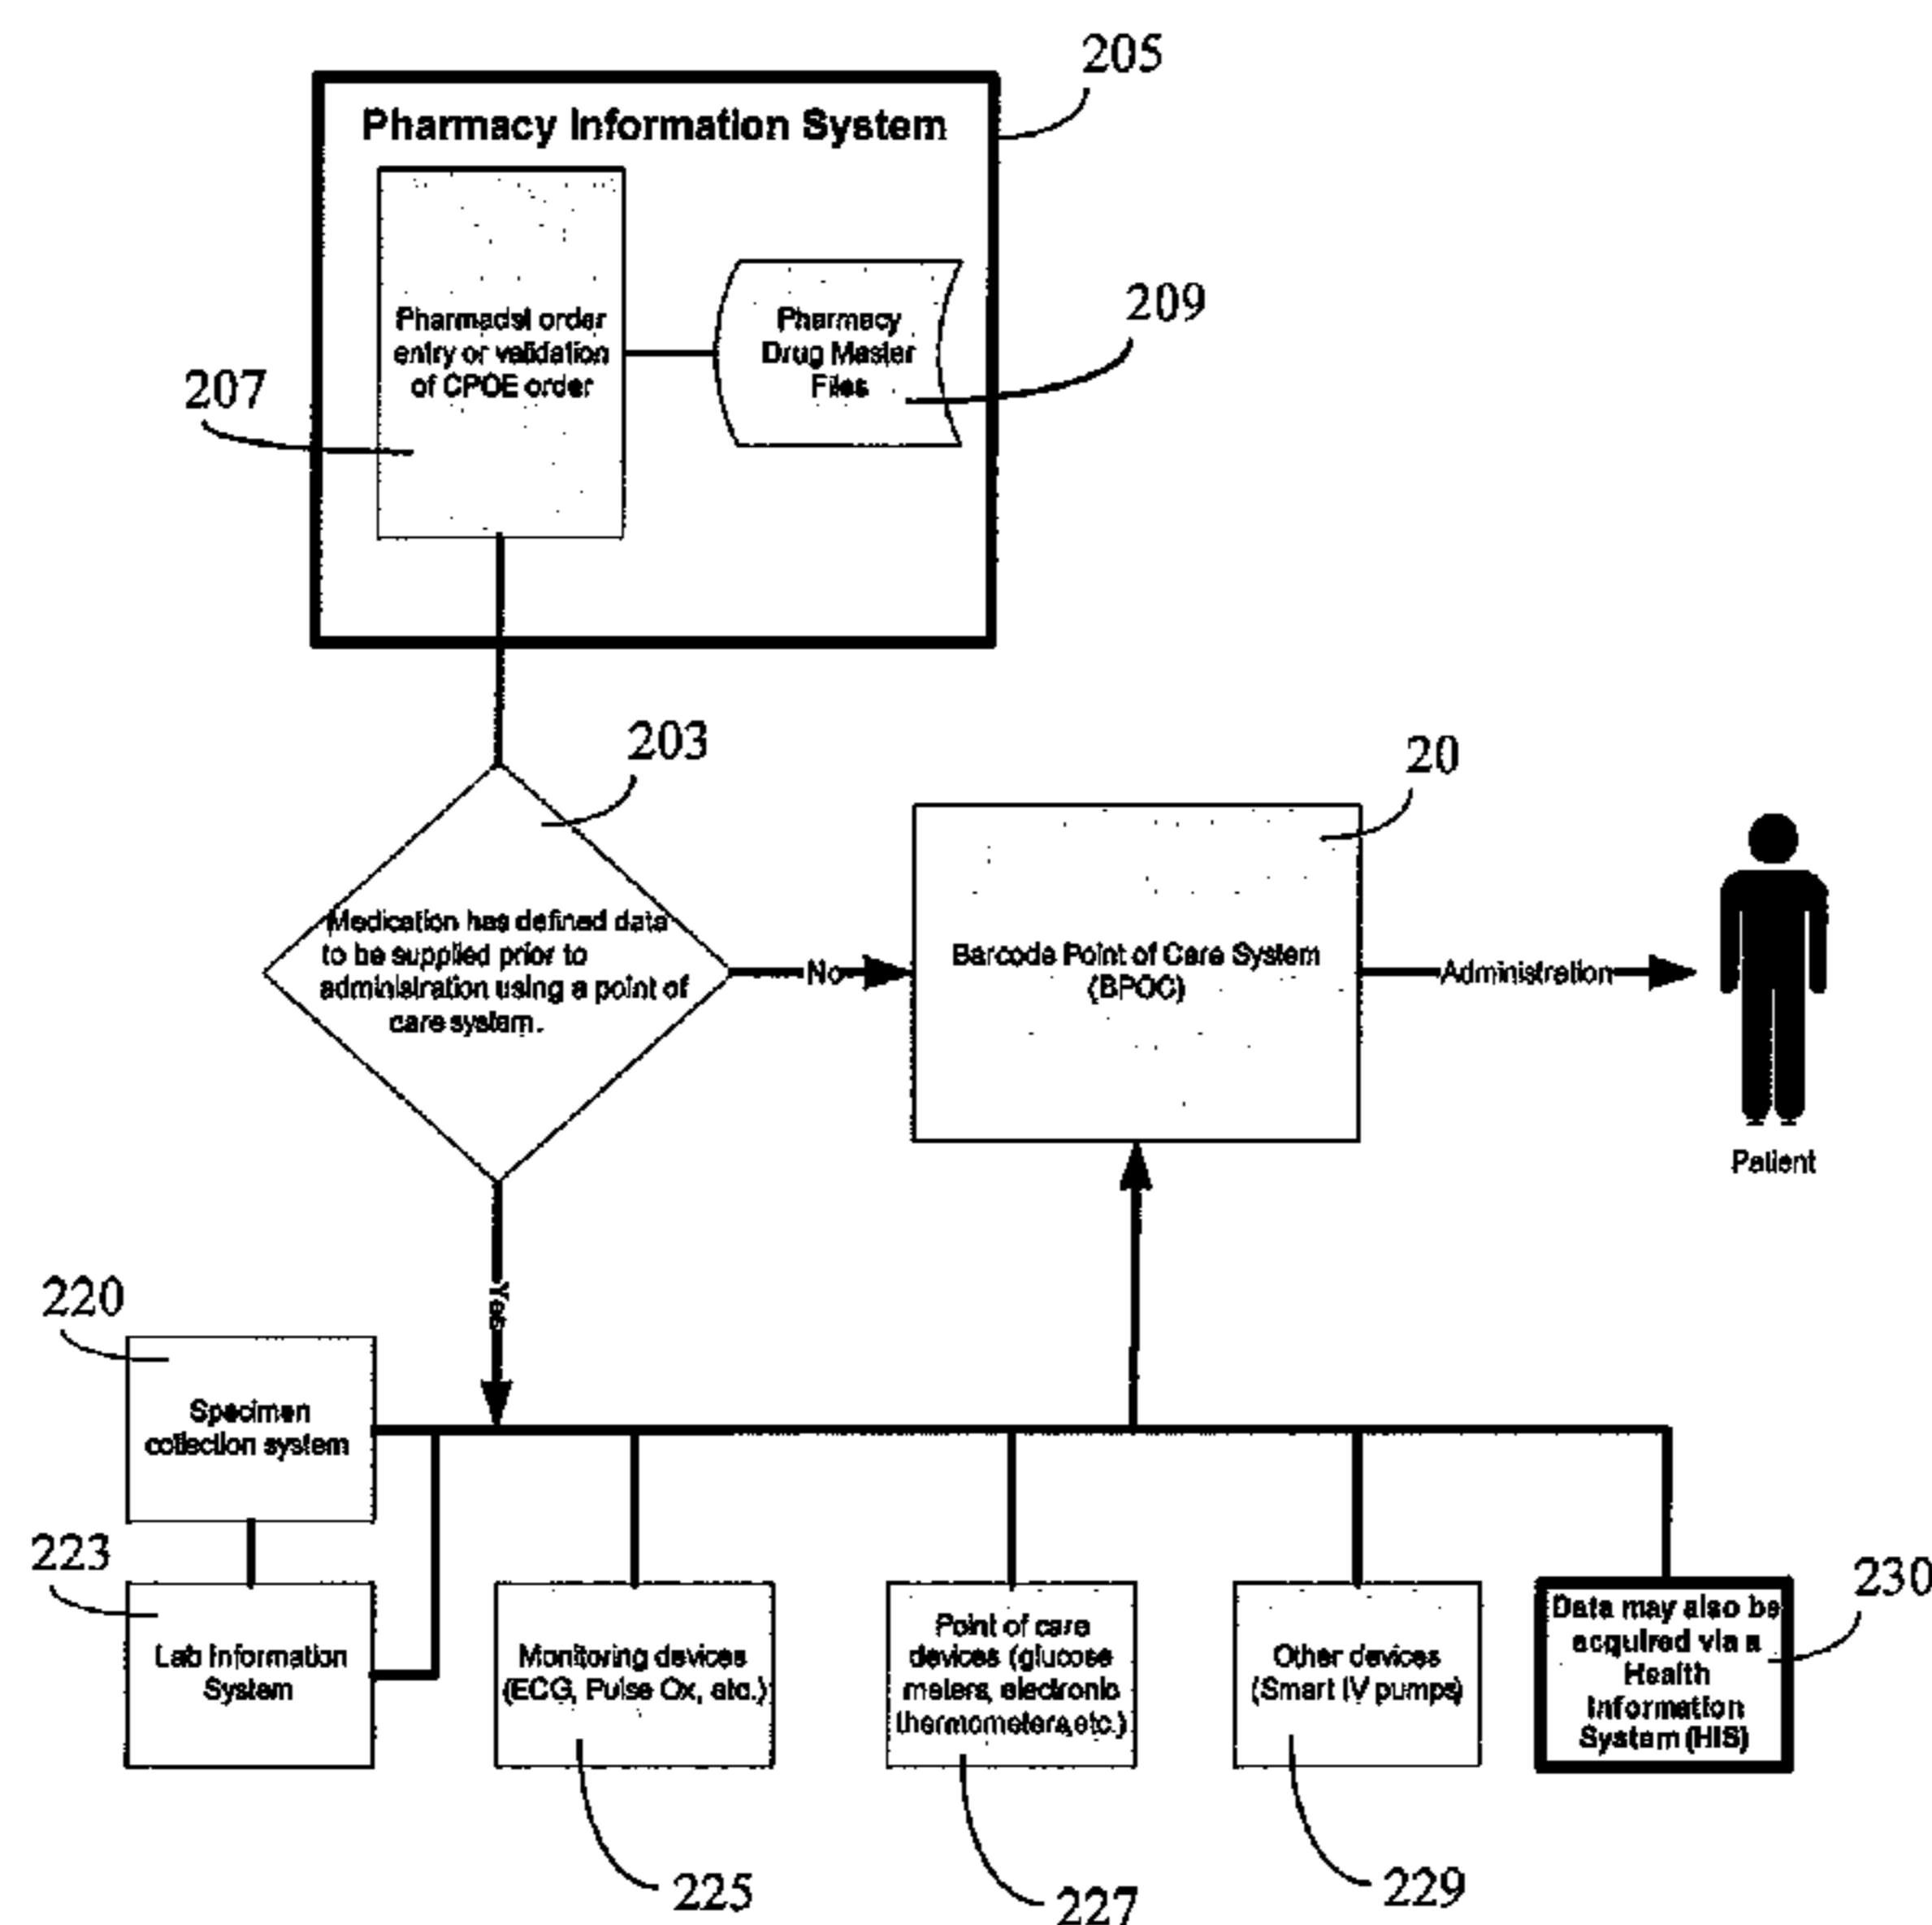 205
Pharmacy Information System
Pharmacist order
entry or validation
of CPOE order
Pharmacy
Drug Master
Files
209
207
203
20
Medication has defined data
to be supplied prior to
administration using a point of
care system.
No
Barcode Point of Care System
(BPOC)
Administration
Patient
Yes
220
Specimen
collection system
223
Lab Information
System
Monitoring devices
(ECG, Pulse Ox, etc.)
Point of care
devices (glucose
meters, electronic
thermometers,etc.)
Other devices
(Smart IV pumps)
Data may also be
acquired via a
Health
Information
System (HIS)
230
225
227
229